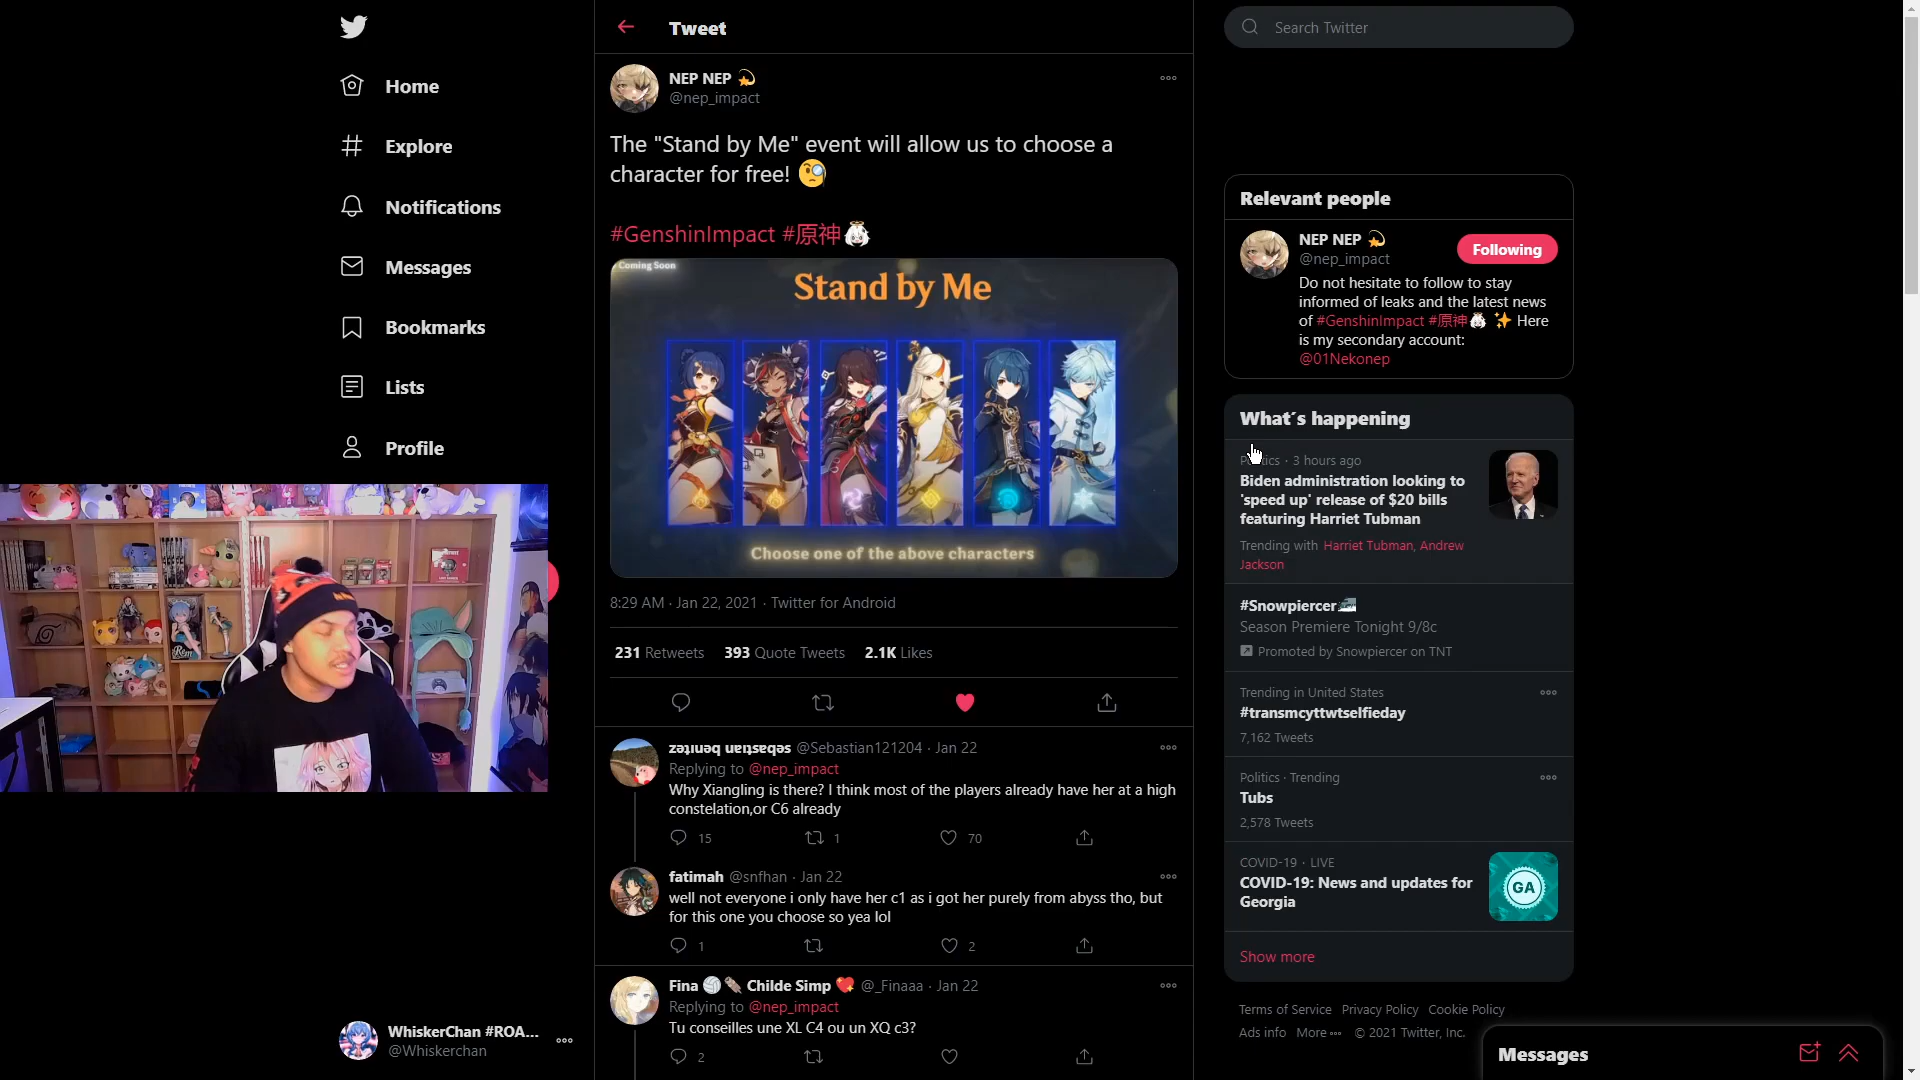 Home
Explore
Notifications
Messages
Bookmarks
Lists
Profile
WhiskerChan #ROA...
@Whiskerchan
Tweet
NEP NEP 💫
@nep_impact
The "Stand by Me" event will allow us to choose a
character for free! 🧐
#GenshinImpact #原神
Coming Soon
Stand by Me
Choose one of the above characters
8:29 AM · Jan 22, 2021 · Twitter for Android
231 Retweets 393 Quote Tweets 2.1K Likes
@Sebastian121204 · Jan 22
Replying to @nep_impact
Why Xiangling is there? I think most of the players already have her at a high
constelation,or C6 already
15 1 70
fatimah @snfhan · Jan 22
well not everyone i only have her c1 as i got her purely from abyss tho, but
for this one you choose so yea lol
1 2
Fina 🏐 Childe Simp 💖 @_Finaaa · Jan 22
Replying to @nep_impact
Tu conseilles une XL C4 ou un XQ c3?
2
Search Twitter
Relevant people
NEP NEP 💫
@nep_impact
Following
Do not hesitate to follow to stay
informed of leaks and the latest news
of #GenshinImpact #原神 ✨ Here
is my secondary account:
@01Nekonep
What's happening
3 hours ago
Biden administration looking to
'speed up' release of $20 bills
featuring Harriet Tubman
Trending with Harriet Tubman, Andrew
Jackson
#Snowpiercer
Season Premiere Tonight 9/8c
Promoted by Snowpiercer on TNT
Trending in United States
#transmcyttwtselfieday
7,162 Tweets
Politics · Trending
Tubs
2,578 Tweets
COVID-19 · LIVE
COVID-19: News and updates for
Georgia
GA
Show more
Terms of Service Privacy Policy Cookie Policy
Ads info More ··· © 2021 Twitter, Inc.
Messages